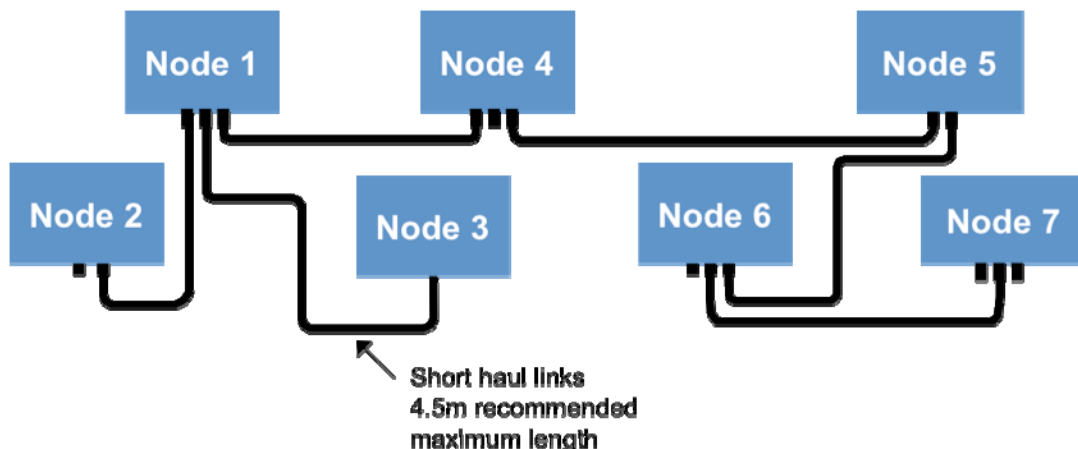 Node 1
Node 4
Node 5
Node 2
Node 3
Node 6
Node 7
Short haul links
4.5m recommended
maximum length